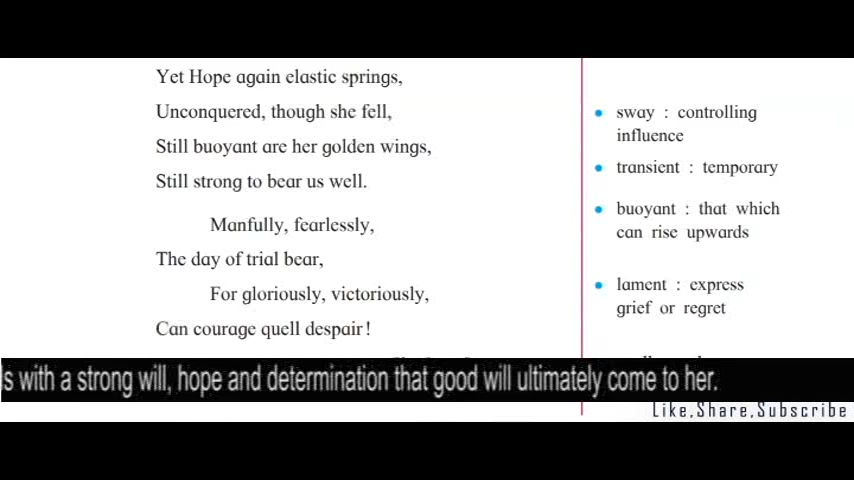 Yet Hope again elastic springs,
Unconquered, though she fell,
Still buoyant are her golden wings,
Still strong to bear us well.
Manfully, fearlessly,
The day of trial bear,
For gloriously, victoriously,
Can courage quell despair!
• sway : controlling
influence
• transient : temporary
• buoyant : that which
can rise upwards
• lament : express
grief or regret
with a strong will, hope and determination that good will ultimately come to her.
Like,Share,Subscribe